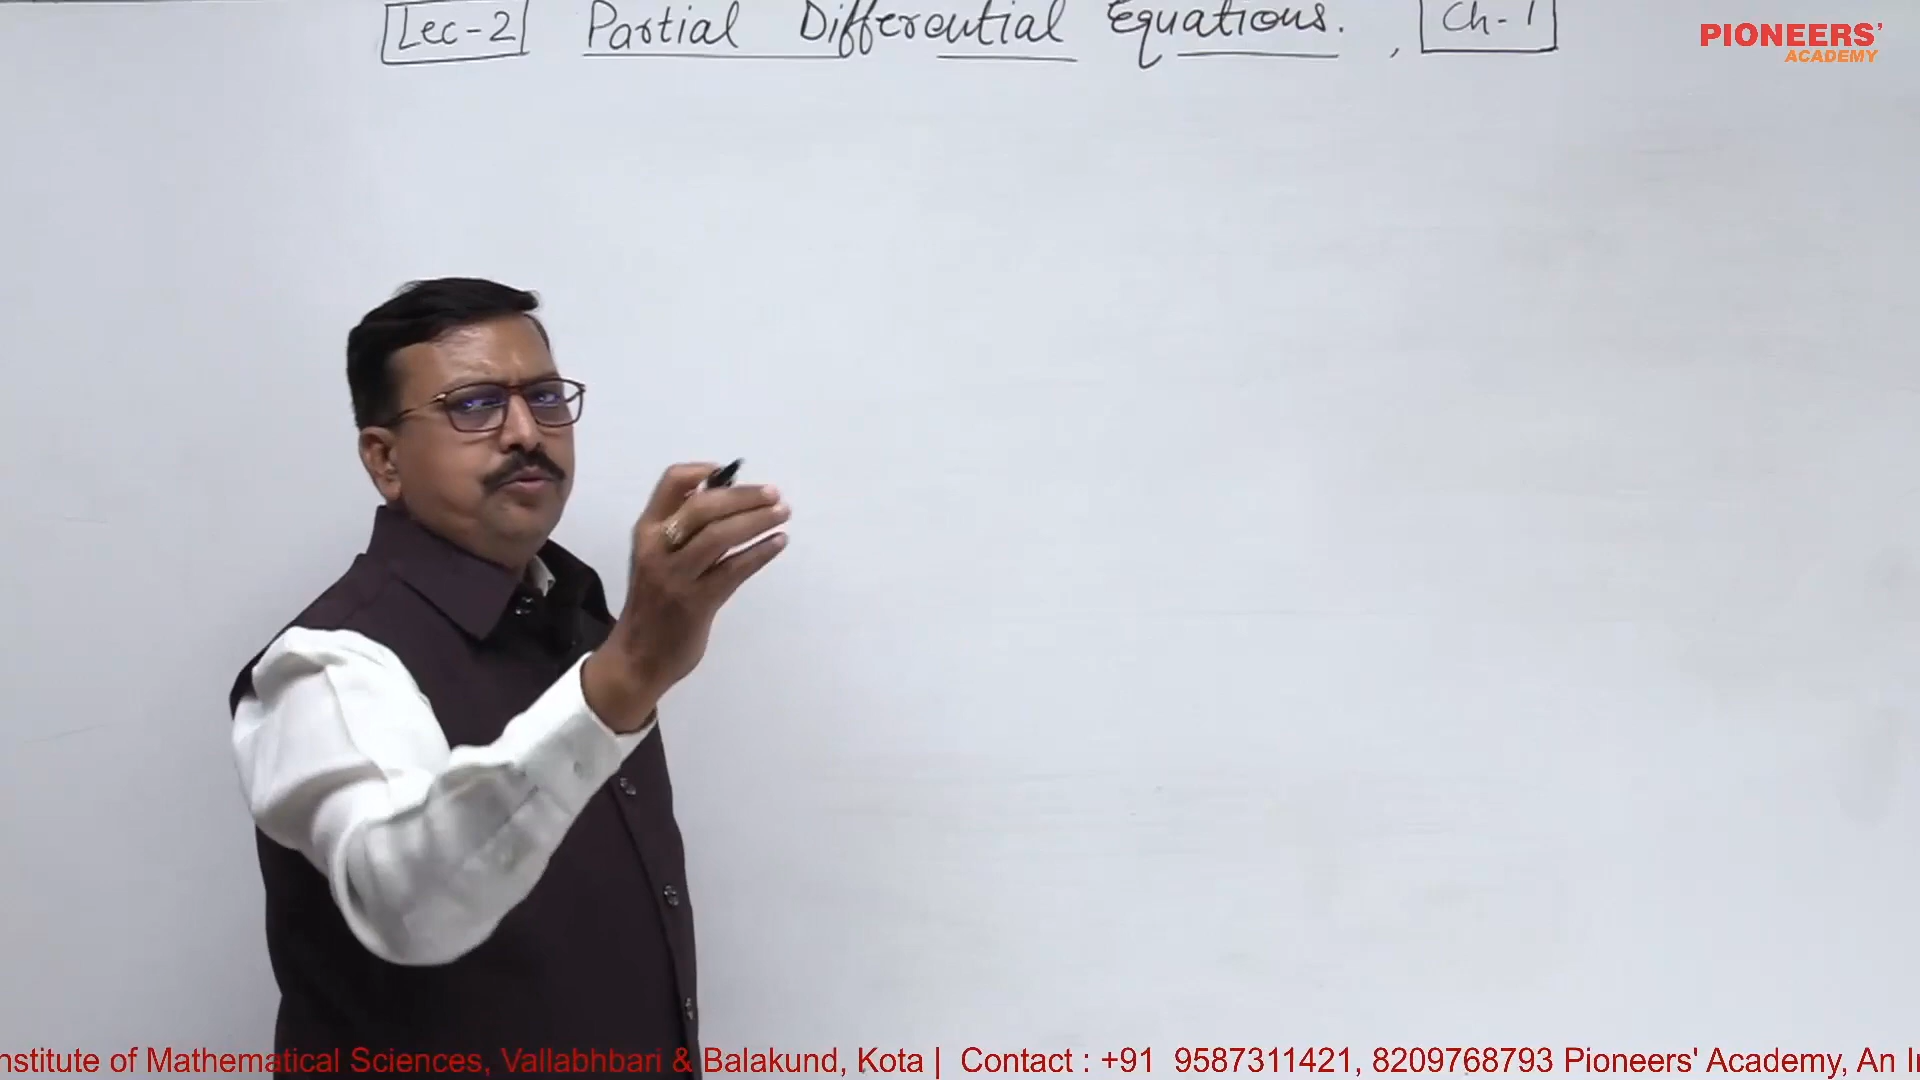 Lec-2 Partial Differential Equations. , Ch-1
PIONEERS’
ACADEMY
nstitute of Mathematical Sciences, Vallabhbari & Balakund, Kota | Contact : +91 9587311421, 8209768793 Pioneers' Academy, An I